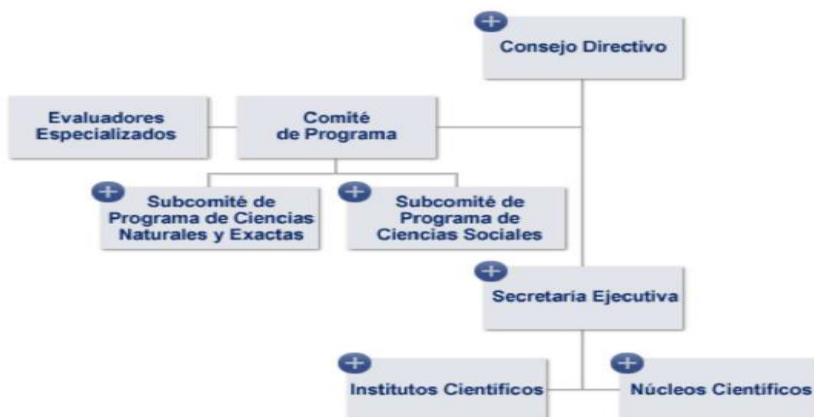 Consejo Directivo
Evaluadores
Especializados
Comité
de Programa
Subcomité de
Programa de Ciencias
Naturales y Exactas
Subcomité de
Programa de
Ciencias Sociales
Secretaría Ejecutiva
Institutos Científicos
Núcleos Científicos